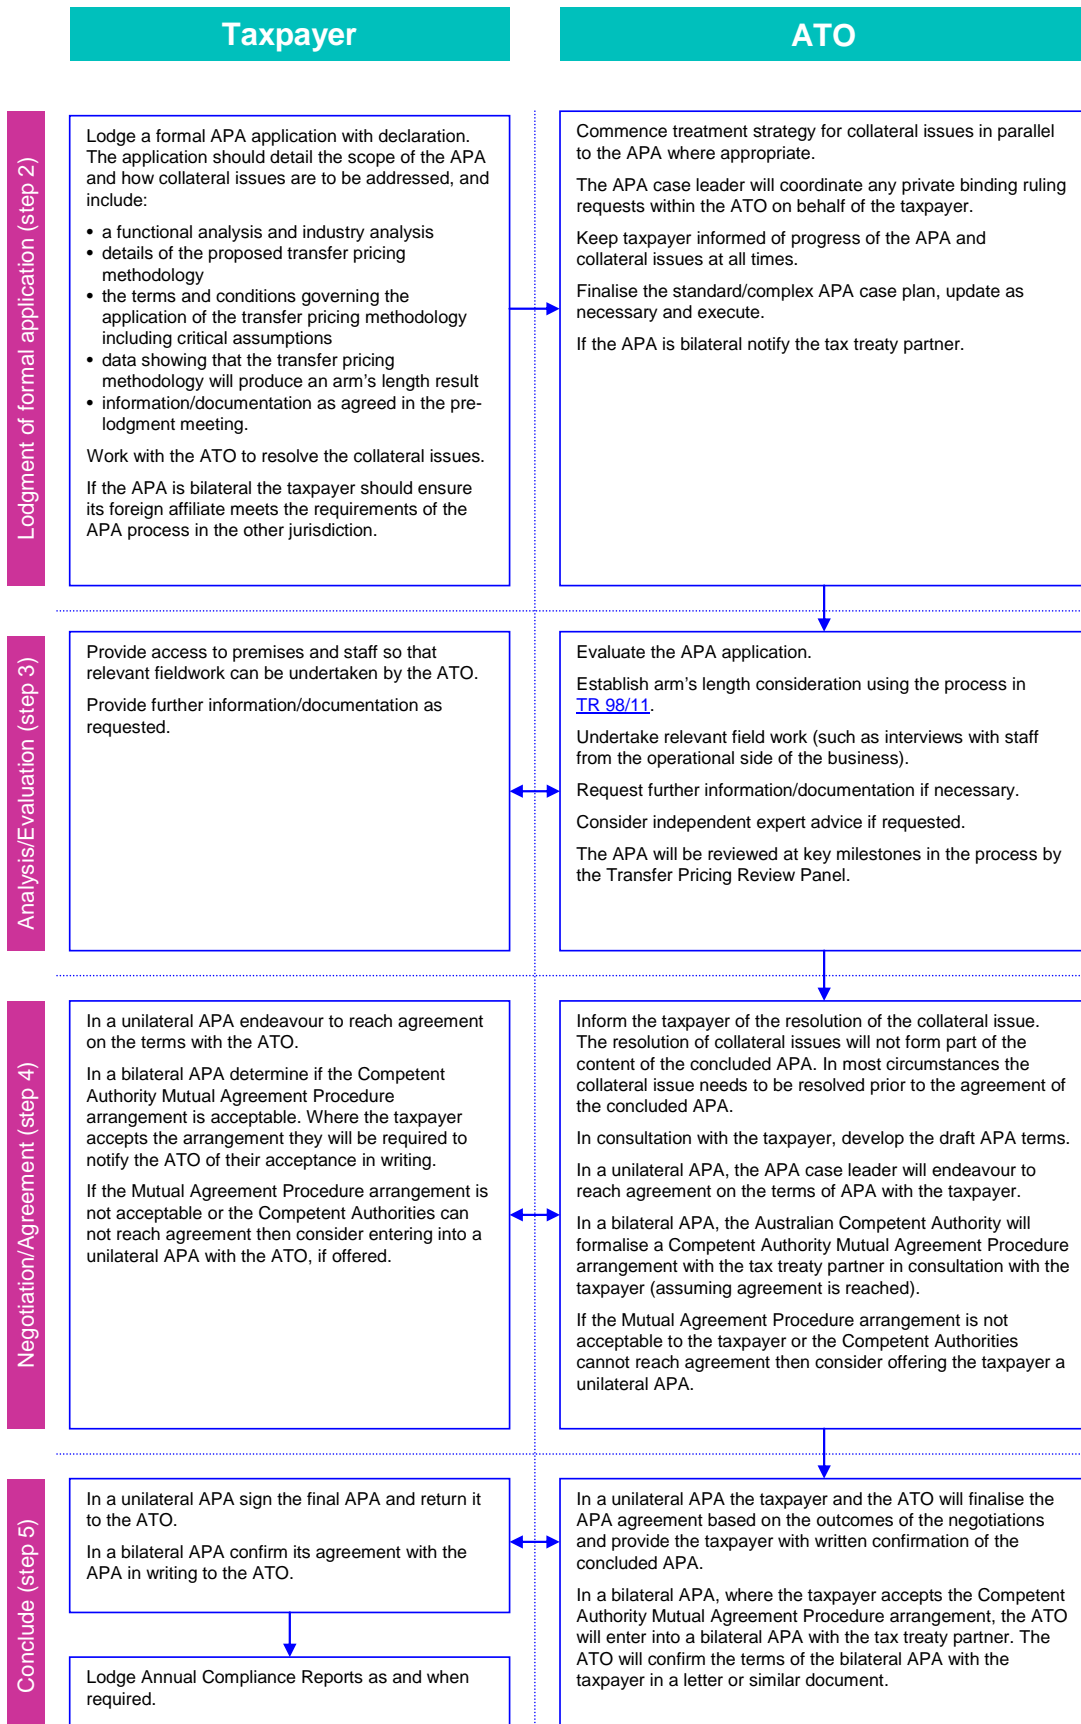 Taxpayer
ATO
Lodgment of formal application (step 2)
Lodge a formal APA application with declaration.
The application should detail the scope of the APA
and how collateral issues are to be addressed, and
include:
• a functional analysis and industry analysis
• details of the proposed transfer pricing
methodology
• the terms and conditions governing the
application of the transfer pricing methodology
including critical assumptions
• data showing that the transfer pricing
methodology will produce an arm's length result
• information/documentation as agreed in the pre-
lodgment meeting.
Work with the ATO to resolve the collateral issues.
If the APA is bilateral the taxpayer should ensure
its foreign affiliate meets the requirements of the
APA process in the other jurisdiction.
Commence treatment strategy for collateral issues in parallel
to the APA where appropriate.
The APA case leader will coordinate any private binding ruling
requests within the ATO on behalf of the taxpayer.
Keep taxpayer informed of progress of the APA and
collateral issues at all times.
Finalise the standard/complex APA case plan, update as
necessary and execute.
If the APA is bilateral notify the tax treaty partner.
Analysis/Evaluation (step 3)
Provide access to premises and staff so that
relevant fieldwork can be undertaken by the ATO.
Provide further information/documentation as
requested.
Evaluate the APA application.
Establish arm's length consideration using the process in
TR 98/11.
Undertake relevant field work (such as interviews with staff
from the operational side of the business).
Request further information/documentation if necessary.
Consider independent expert advice if requested.
The APA will be reviewed at key milestones in the process by
the Transfer Pricing Review Panel.
Negotiation/Agreement (step 4)
In a unilateral APA endeavour to reach agreement
on the terms with the ATO.
In a bilateral APA determine if the Competent
Authority Mutual Agreement Procedure
arrangement is acceptable. Where the taxpayer
accepts the arrangement they will be required to
notify the ATO of their acceptance in writing.
If the Mutual Agreement Procedure arrangement is
not acceptable or the Competent Authorities can
not reach agreement then consider entering into a
unilateral APA with the ATO, if offered.
Inform the taxpayer of the resolution of the collateral issue.
The resolution of collateral issues will not form part of the
content of the concluded APA. In most circumstances the
collateral issue needs to be resolved prior to the agreement of
the concluded APA.
In consultation with the taxpayer, develop the draft APA terms.
In a unilateral APA, the APA case leader will endeavour to
reach agreement on the terms of APA with the taxpayer.
In a bilateral APA, the Australian Competent Authority will
formalise a Competent Authority Mutual Agreement Procedure
arrangement with the tax treaty partner in consultation with the
taxpayer (assuming agreement is reached).
If the Mutual Agreement Procedure arrangement is not
acceptable to the taxpayer or the Competent Authorities
cannot reach agreement then consider offering the taxpayer a
unilateral APA.
Conclude (step 5)
In a unilateral APA sign the final APA and return it
to the ATO.
In a bilateral APA confirm its agreement with the
APA in writing to the ATO.
Lodge Annual Compliance Reports as and when
required.
In a unilateral APA the taxpayer and the ATO will finalise the
APA agreement based on the outcomes of the negotiations
and provide the taxpayer with written confirmation of the
concluded APA.
In a bilateral APA, where the taxpayer accepts the Competent
Authority Mutual Agreement Procedure arrangement, the ATO
will enter into a bilateral APA with the tax treaty partner. The
ATO will confirm the terms of the bilateral APA with the
taxpayer in a letter or similar document.